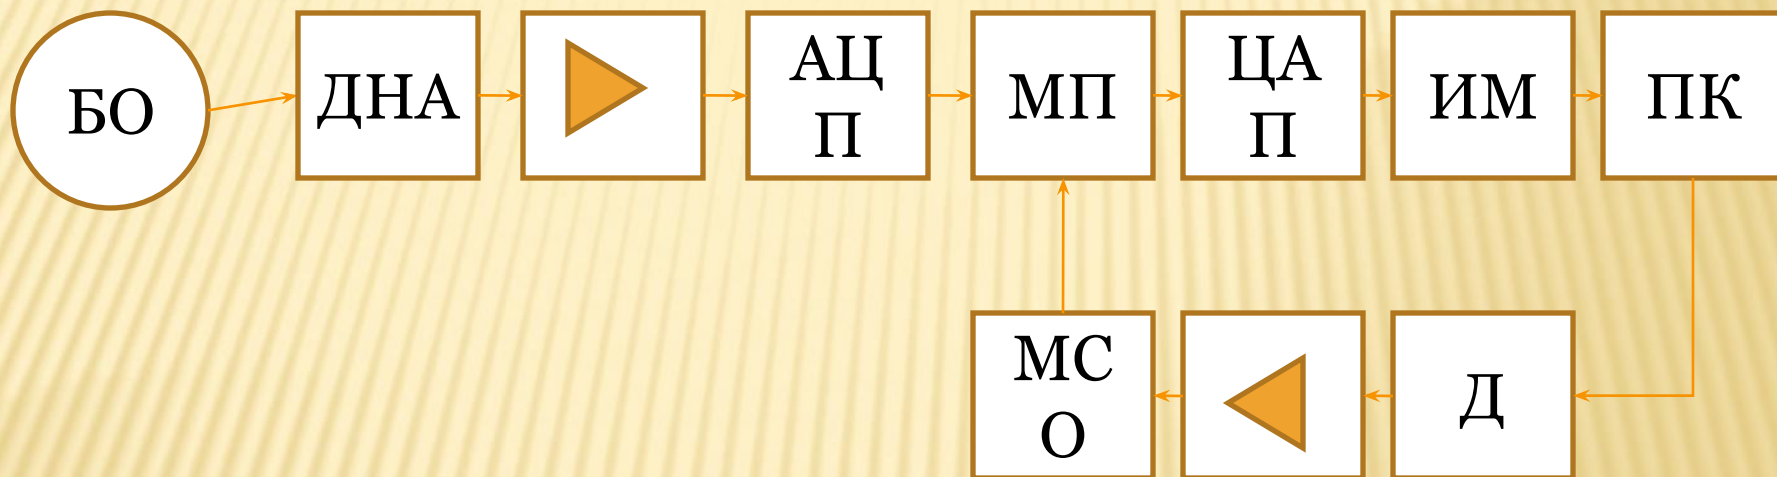 БО
ДНА
АЦ
П
МП
ЦА
П
ИМ
ПК
МС
О
Д